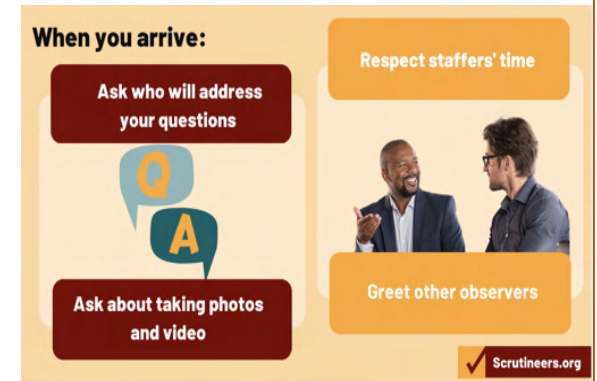 When you arrive:
Ask who will address
your questions
Q
A
Ask about taking photos
and video
Respect staffers' time
Greet other observers
Scrutineers.org